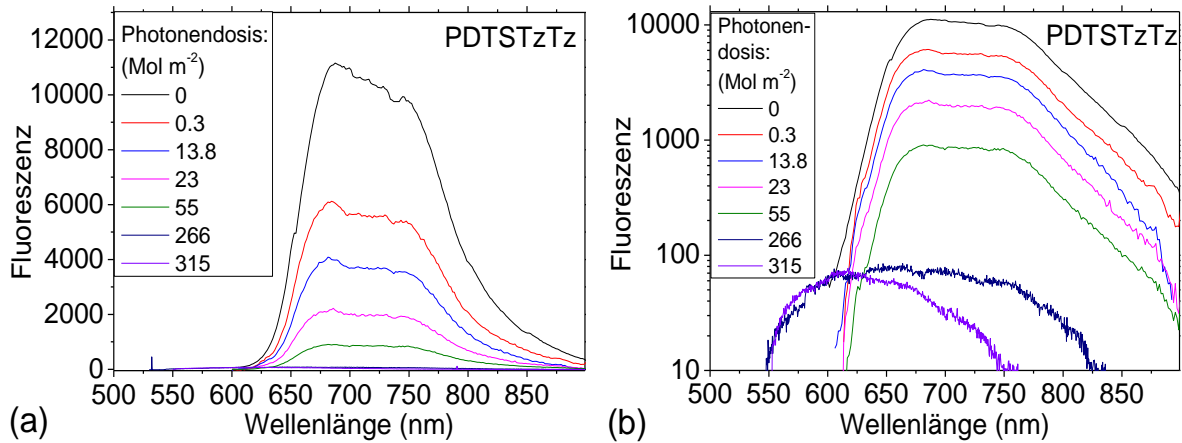 12000
10000
8000
6000
4000
2000
0
Fluoreszenz
Photonendosis:
(Mol m-2)
0
0.3
13.8
23
55
266
315
PDTSTzTz
500 550 600 650 700 750 800 850
Wellenlänge (nm)
(a)
10000
1000
100
10
Fluoreszenz
Photonen-
dosis:
(Mol m-2)
0
0.3
13.8
23
55
266
315
PDTSTzTz
500 550 600 650 700 750 800 850
Wellenlänge (nm)
(b)